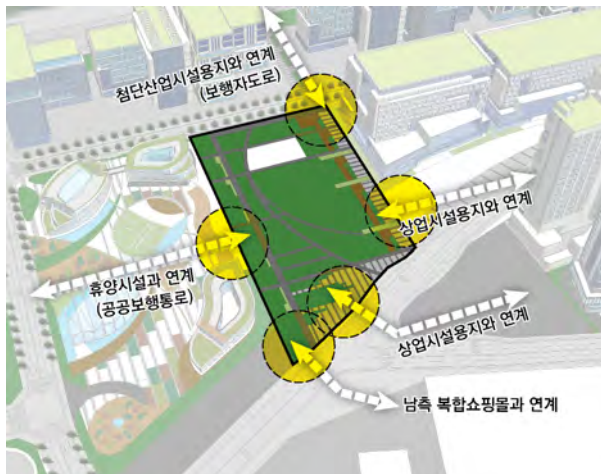 첨단산업시설용지와 연계
(보행자도로)
상업시설용지와 연계
휴양시설과 연계
(공공보행통로)
상업시설용지와 연계
남측 복합쇼핑몰과 연계